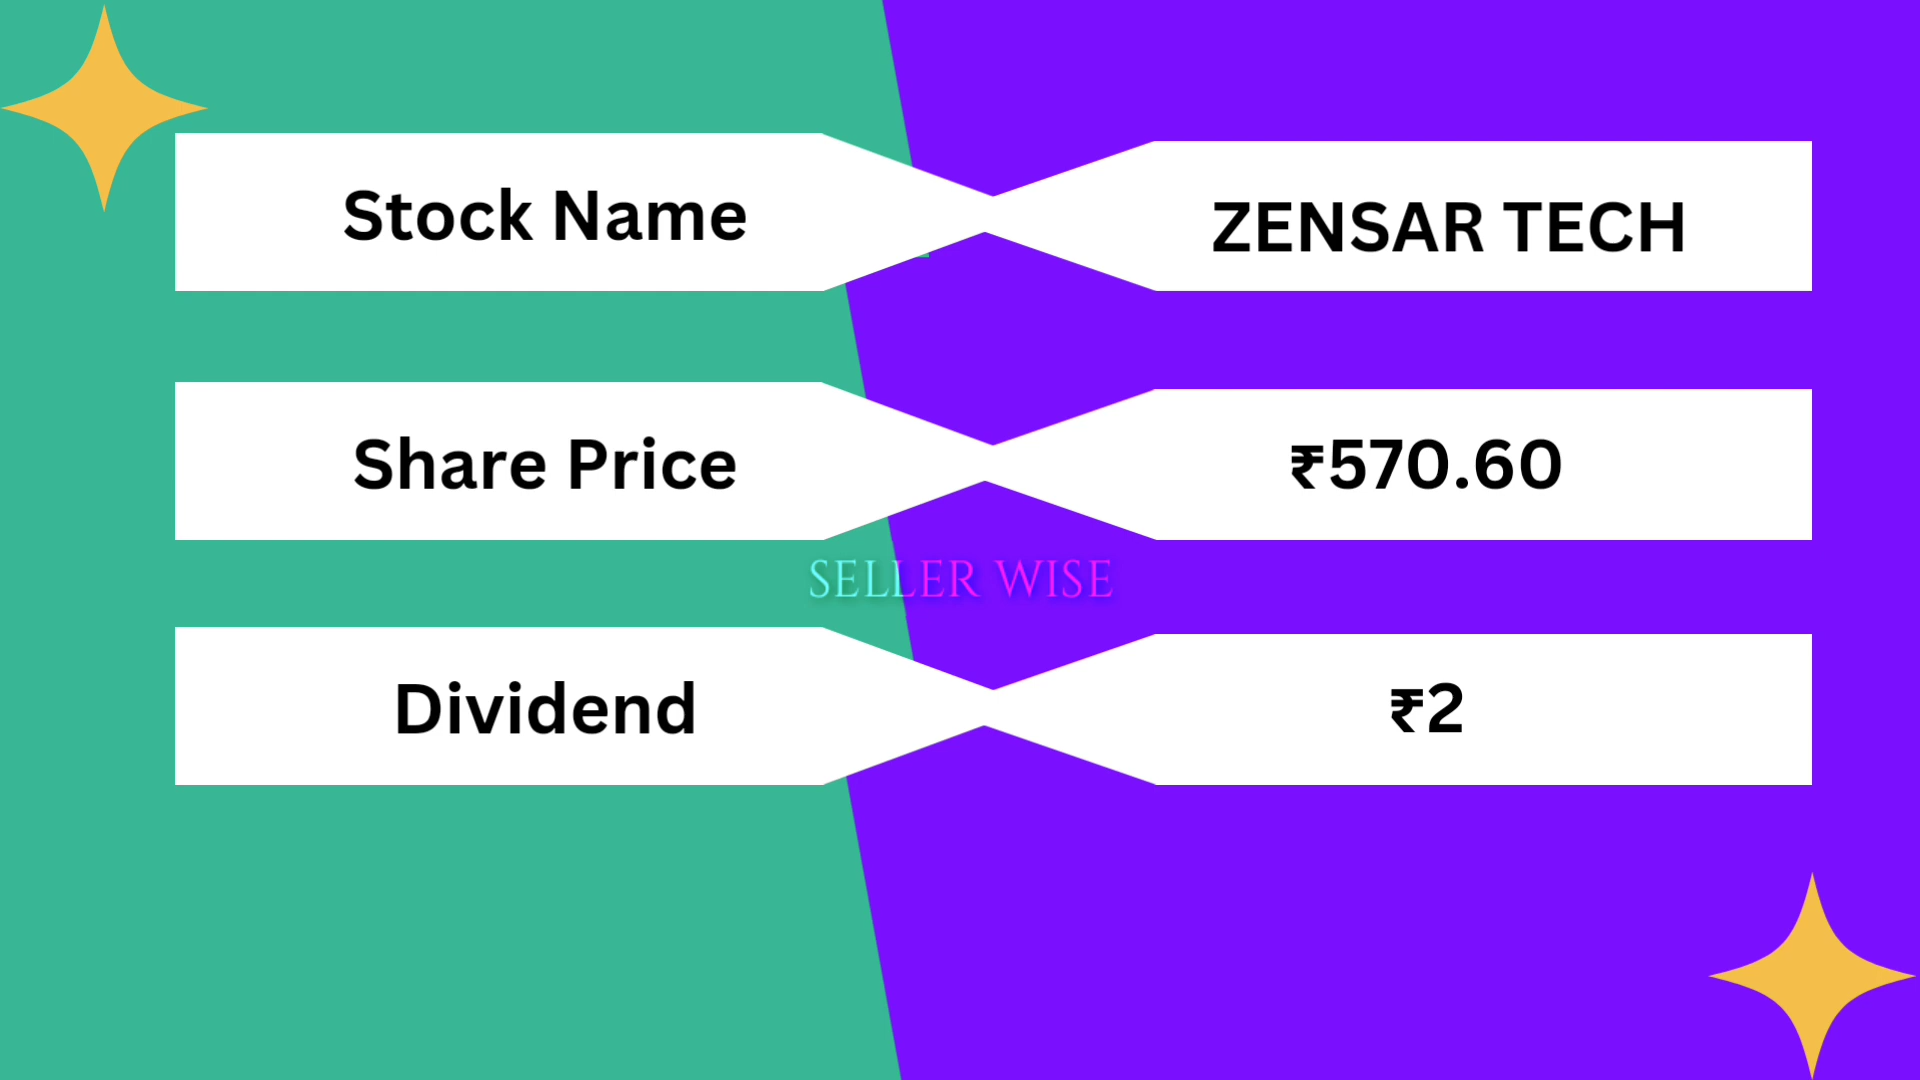 Stock Name
ZENSAR TECH
Share Price
₹570.60
SELLER WISE
Dividend
₹2